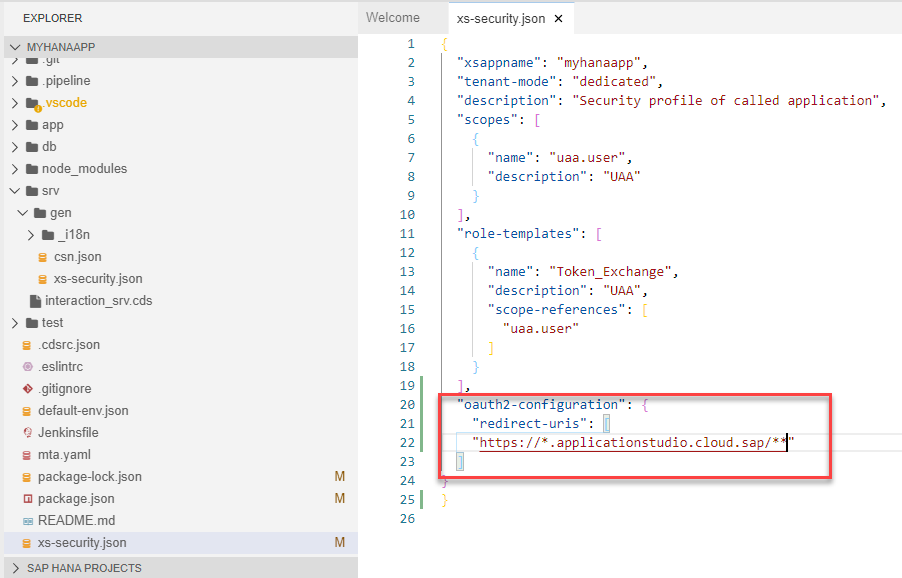 EXPLORER
MYHANAAPP
.git
.pipeline
.vscode
app
db
node_modules
srv
gen
_i18n
csn.json
xs-security.json
interaction_srv.cds
test
.cdsrc.json
.eslintrc
.gitignore
default-env.json
Jenkinsfile
mta.yaml
package-lock.json M
package.json M
README.md
xs-security.json M
SAP HANA PROJECTS
Welcome xs-security.json ×
1 {
2 "xsappname": "myhanaapp",
3 "tenant-mode": "dedicated",
4 "description": "Security profile of called application",
5 "scopes": [
6 {
7 "name": "uaa.user",
8 "description": "UAA"
9 }
10 ],
11 "role-templates": [
12 {
13 "name": "Token_Exchange",
14 "description": "UAA",
15 "scope-references": [
16 "uaa.user"
17 ]
18 }
19 ],
20 "oauth2-configuration": {
21 "redirect-uris": [
22 "https://*.applicationstudio.cloud.sap/**"
23 ]
24 }
25 }
26